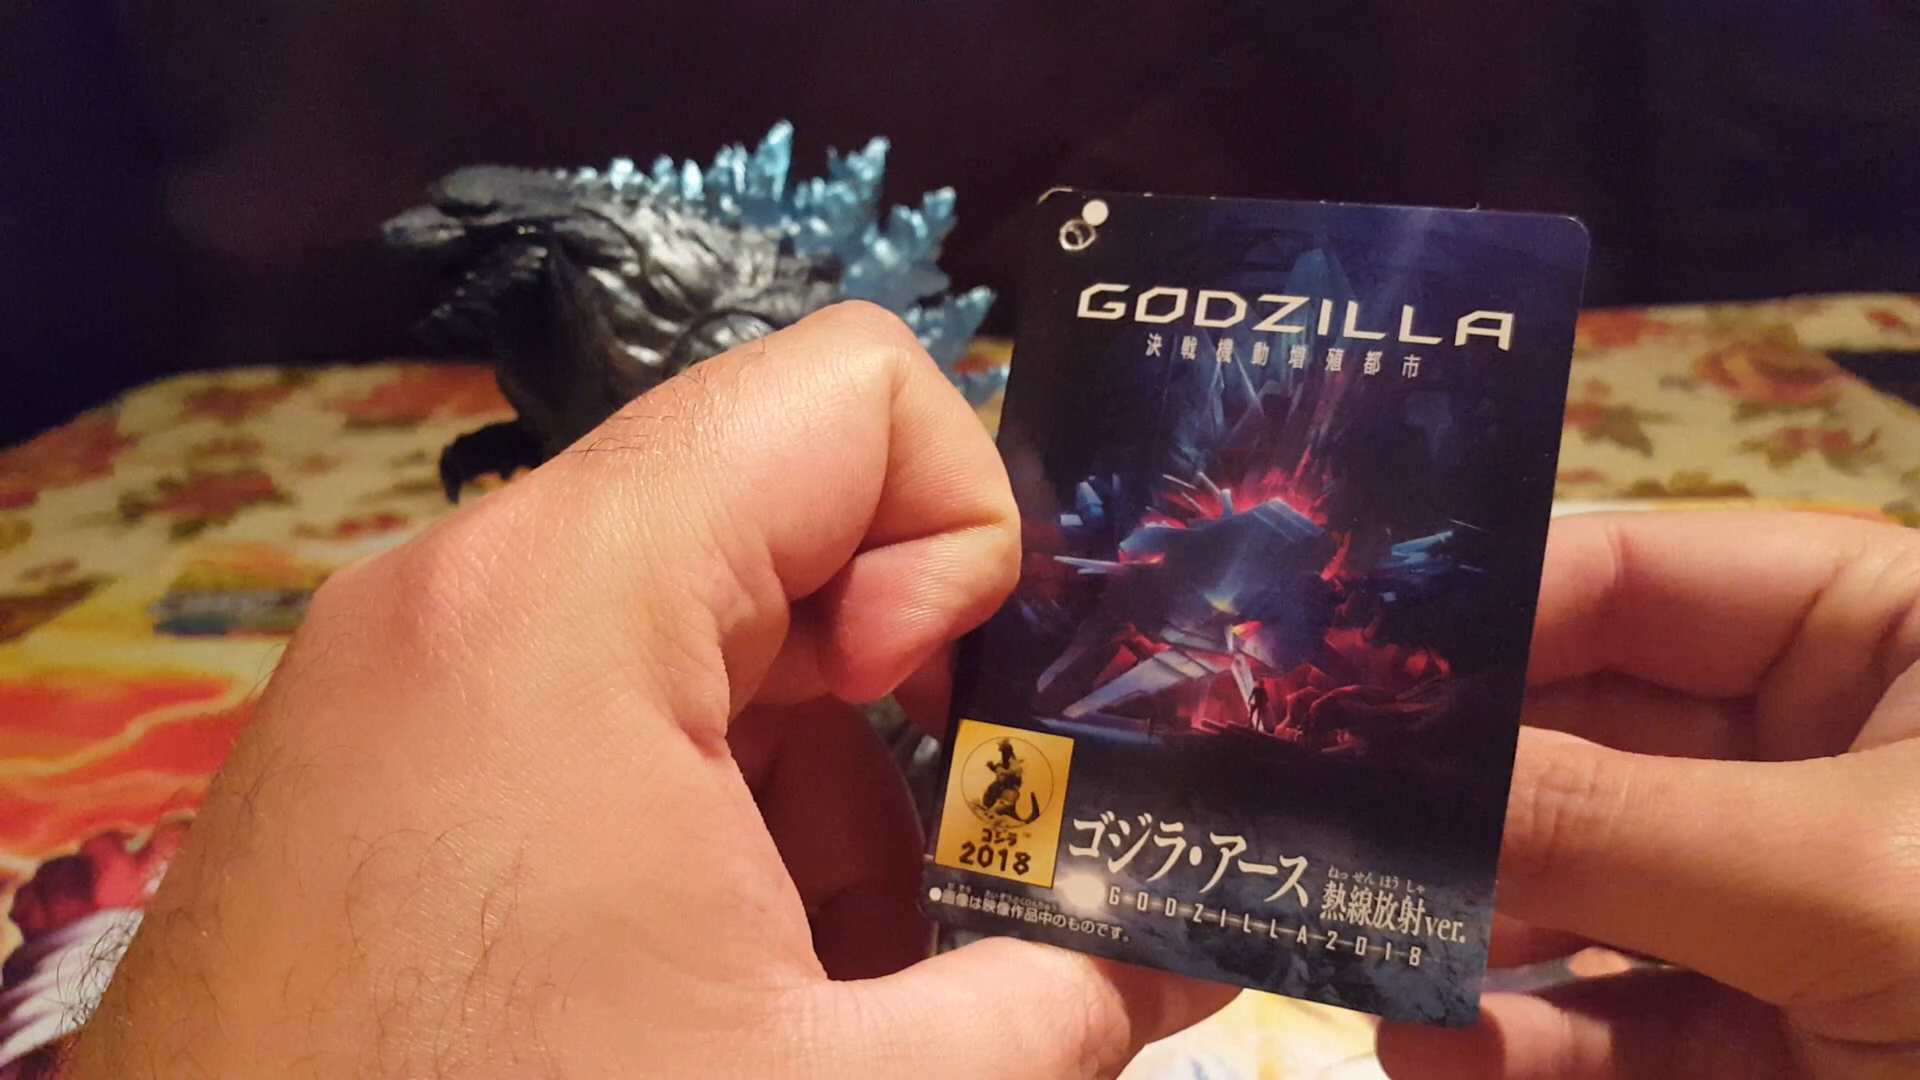 GODZILLA
決戦機動増殖都市
ゴジラ
2018
ゴジラ・アース
ねっせんほうしゃ
熱線放射ver.
G-O-D-Z-I-L-L-A-2-0-1-8
●画像は映像作品中のものです。